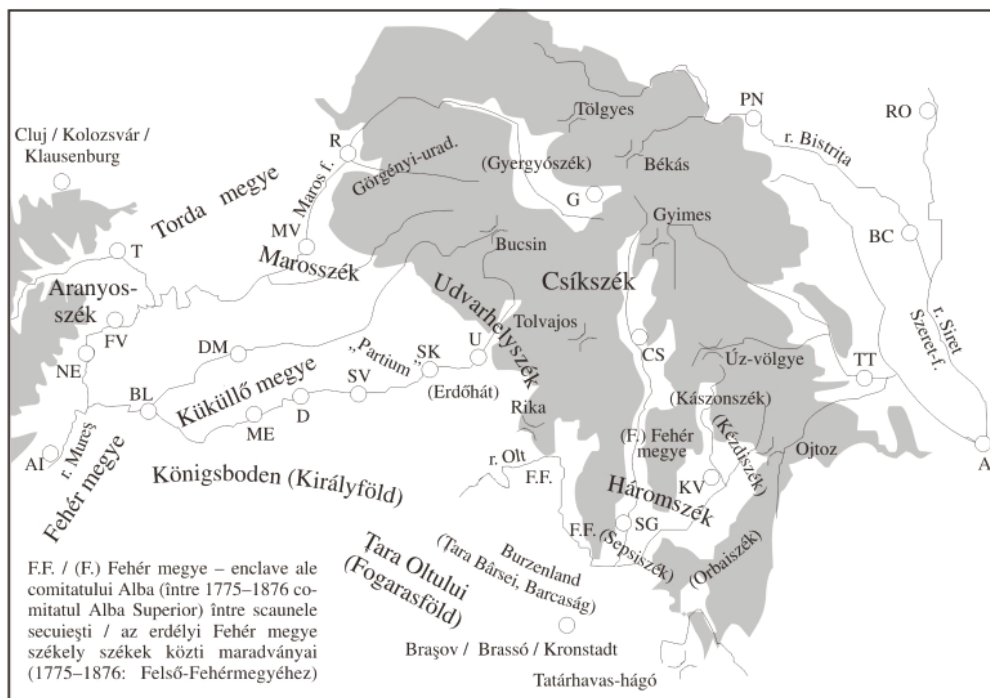 PN
RO
Tölgyes
Cluj / Kolozsvár /
Klausenburg
R
r. Bistrița
Görgényi-urad.
(Gyergyószék)
Békás
Maros f.
Torda megye
G
MV
Gyimes
BC
T
Bucsin
Marosszék
Csíkszék
Aranyos-
szék
Udvarhelyszék
r. Siret
Szeret-f.
Tolvajos
FV
U
CS
Úz-völgye
TT
DM
„Partium”
SK
NE
SV
Küküllő megye
(Erdőhát)
(Kászonszék)
BL
D
ME
Rika
(F.) Fehér
megye
(Kézdiszék)
Ojtoz
A
AI
r. Mureș
Fehér megye
r. Olt
Königsboden (Királyföld)
F.F.
KV
Háromszék
SG
F.F.
(Sepsiszék)
(Orbaiszék)
Țara Oltului
(Fogarasföld)
Burzenland
(Țara Bârsei, Barcaság)
F.F. / (F.) Fehér megye – enclave ale
comitatului Alba (între 1775–1876 co-
mitatul Alba Superior) între scaunele
secuiești / az erdélyi Fehér megye
székely székek közti maradványai
(1775–1876: Felső-Fehérmegyéhez)
Brașov / Brassó / Kronstadt
Tatárhavas-hágó